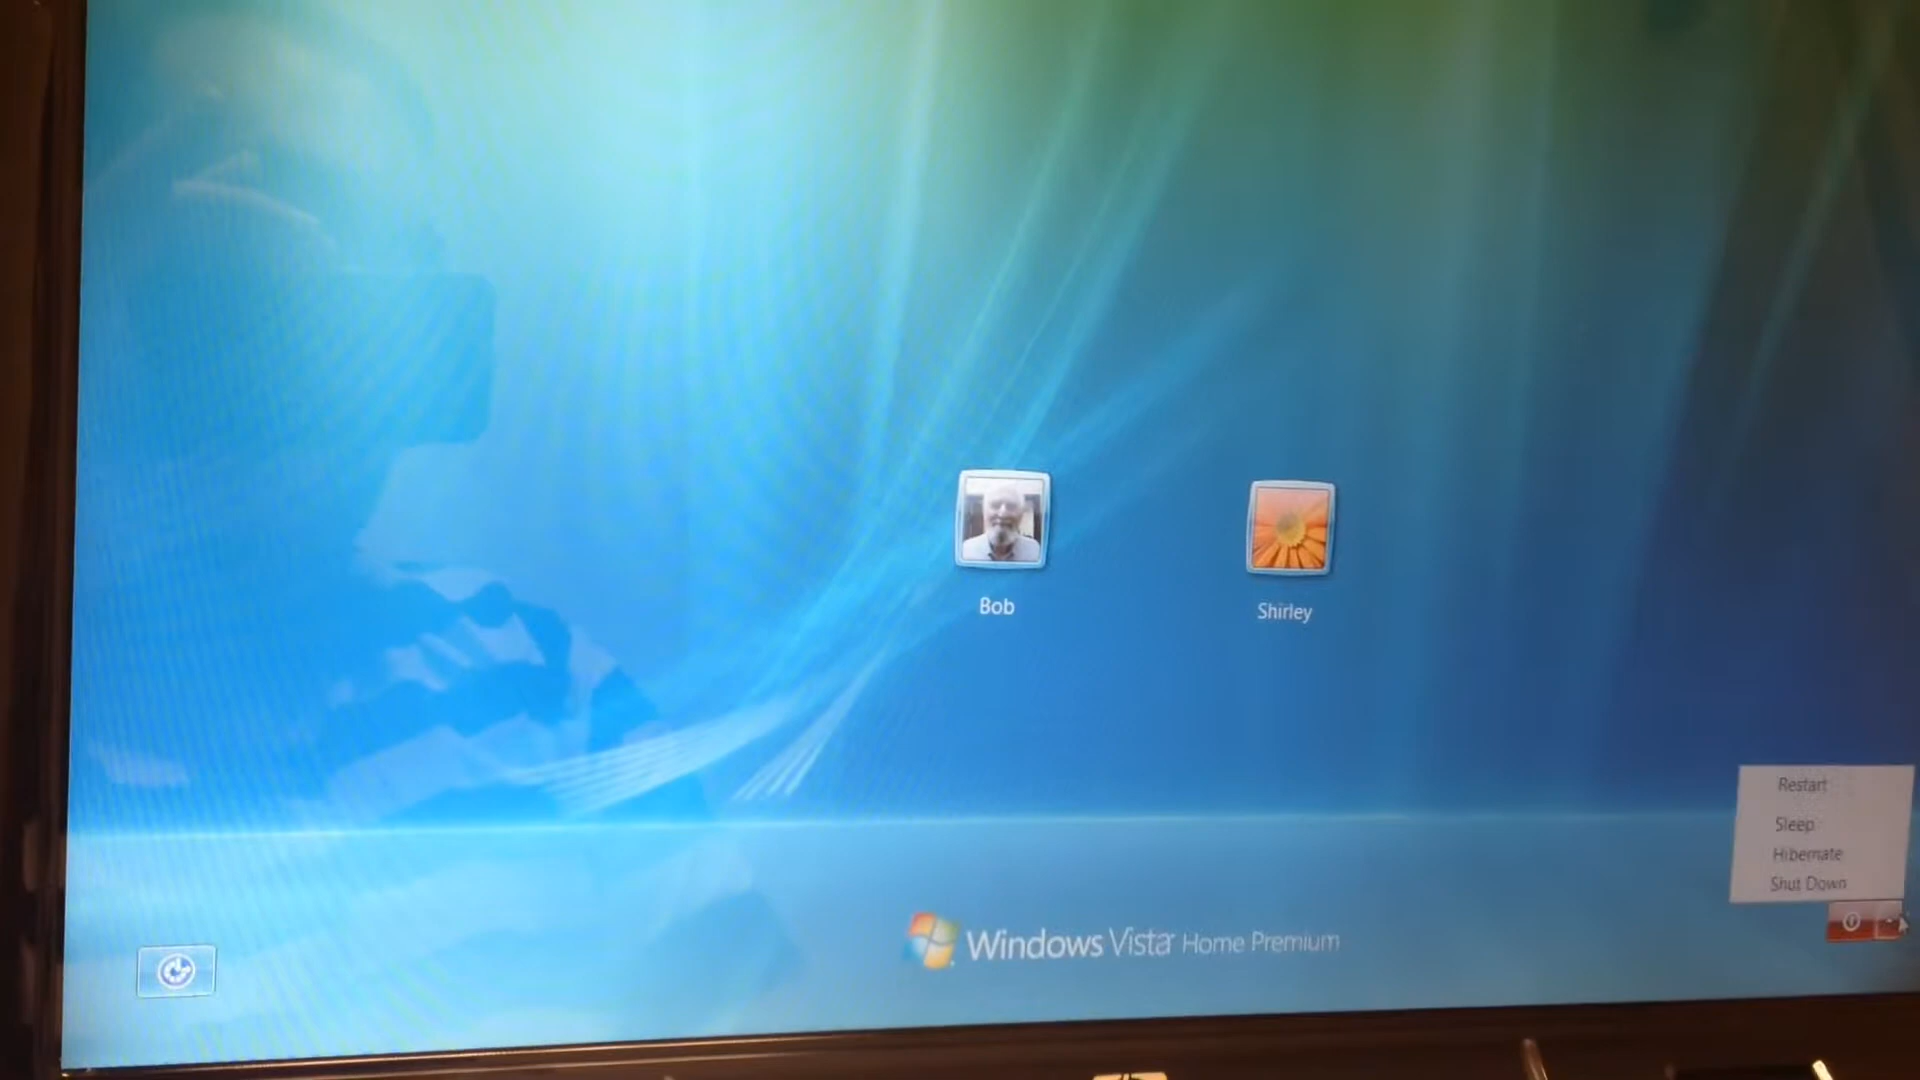 Bob
Shirley
Restart
Sleep
Hibernate
Shut Down
Windows Vista Home Premium